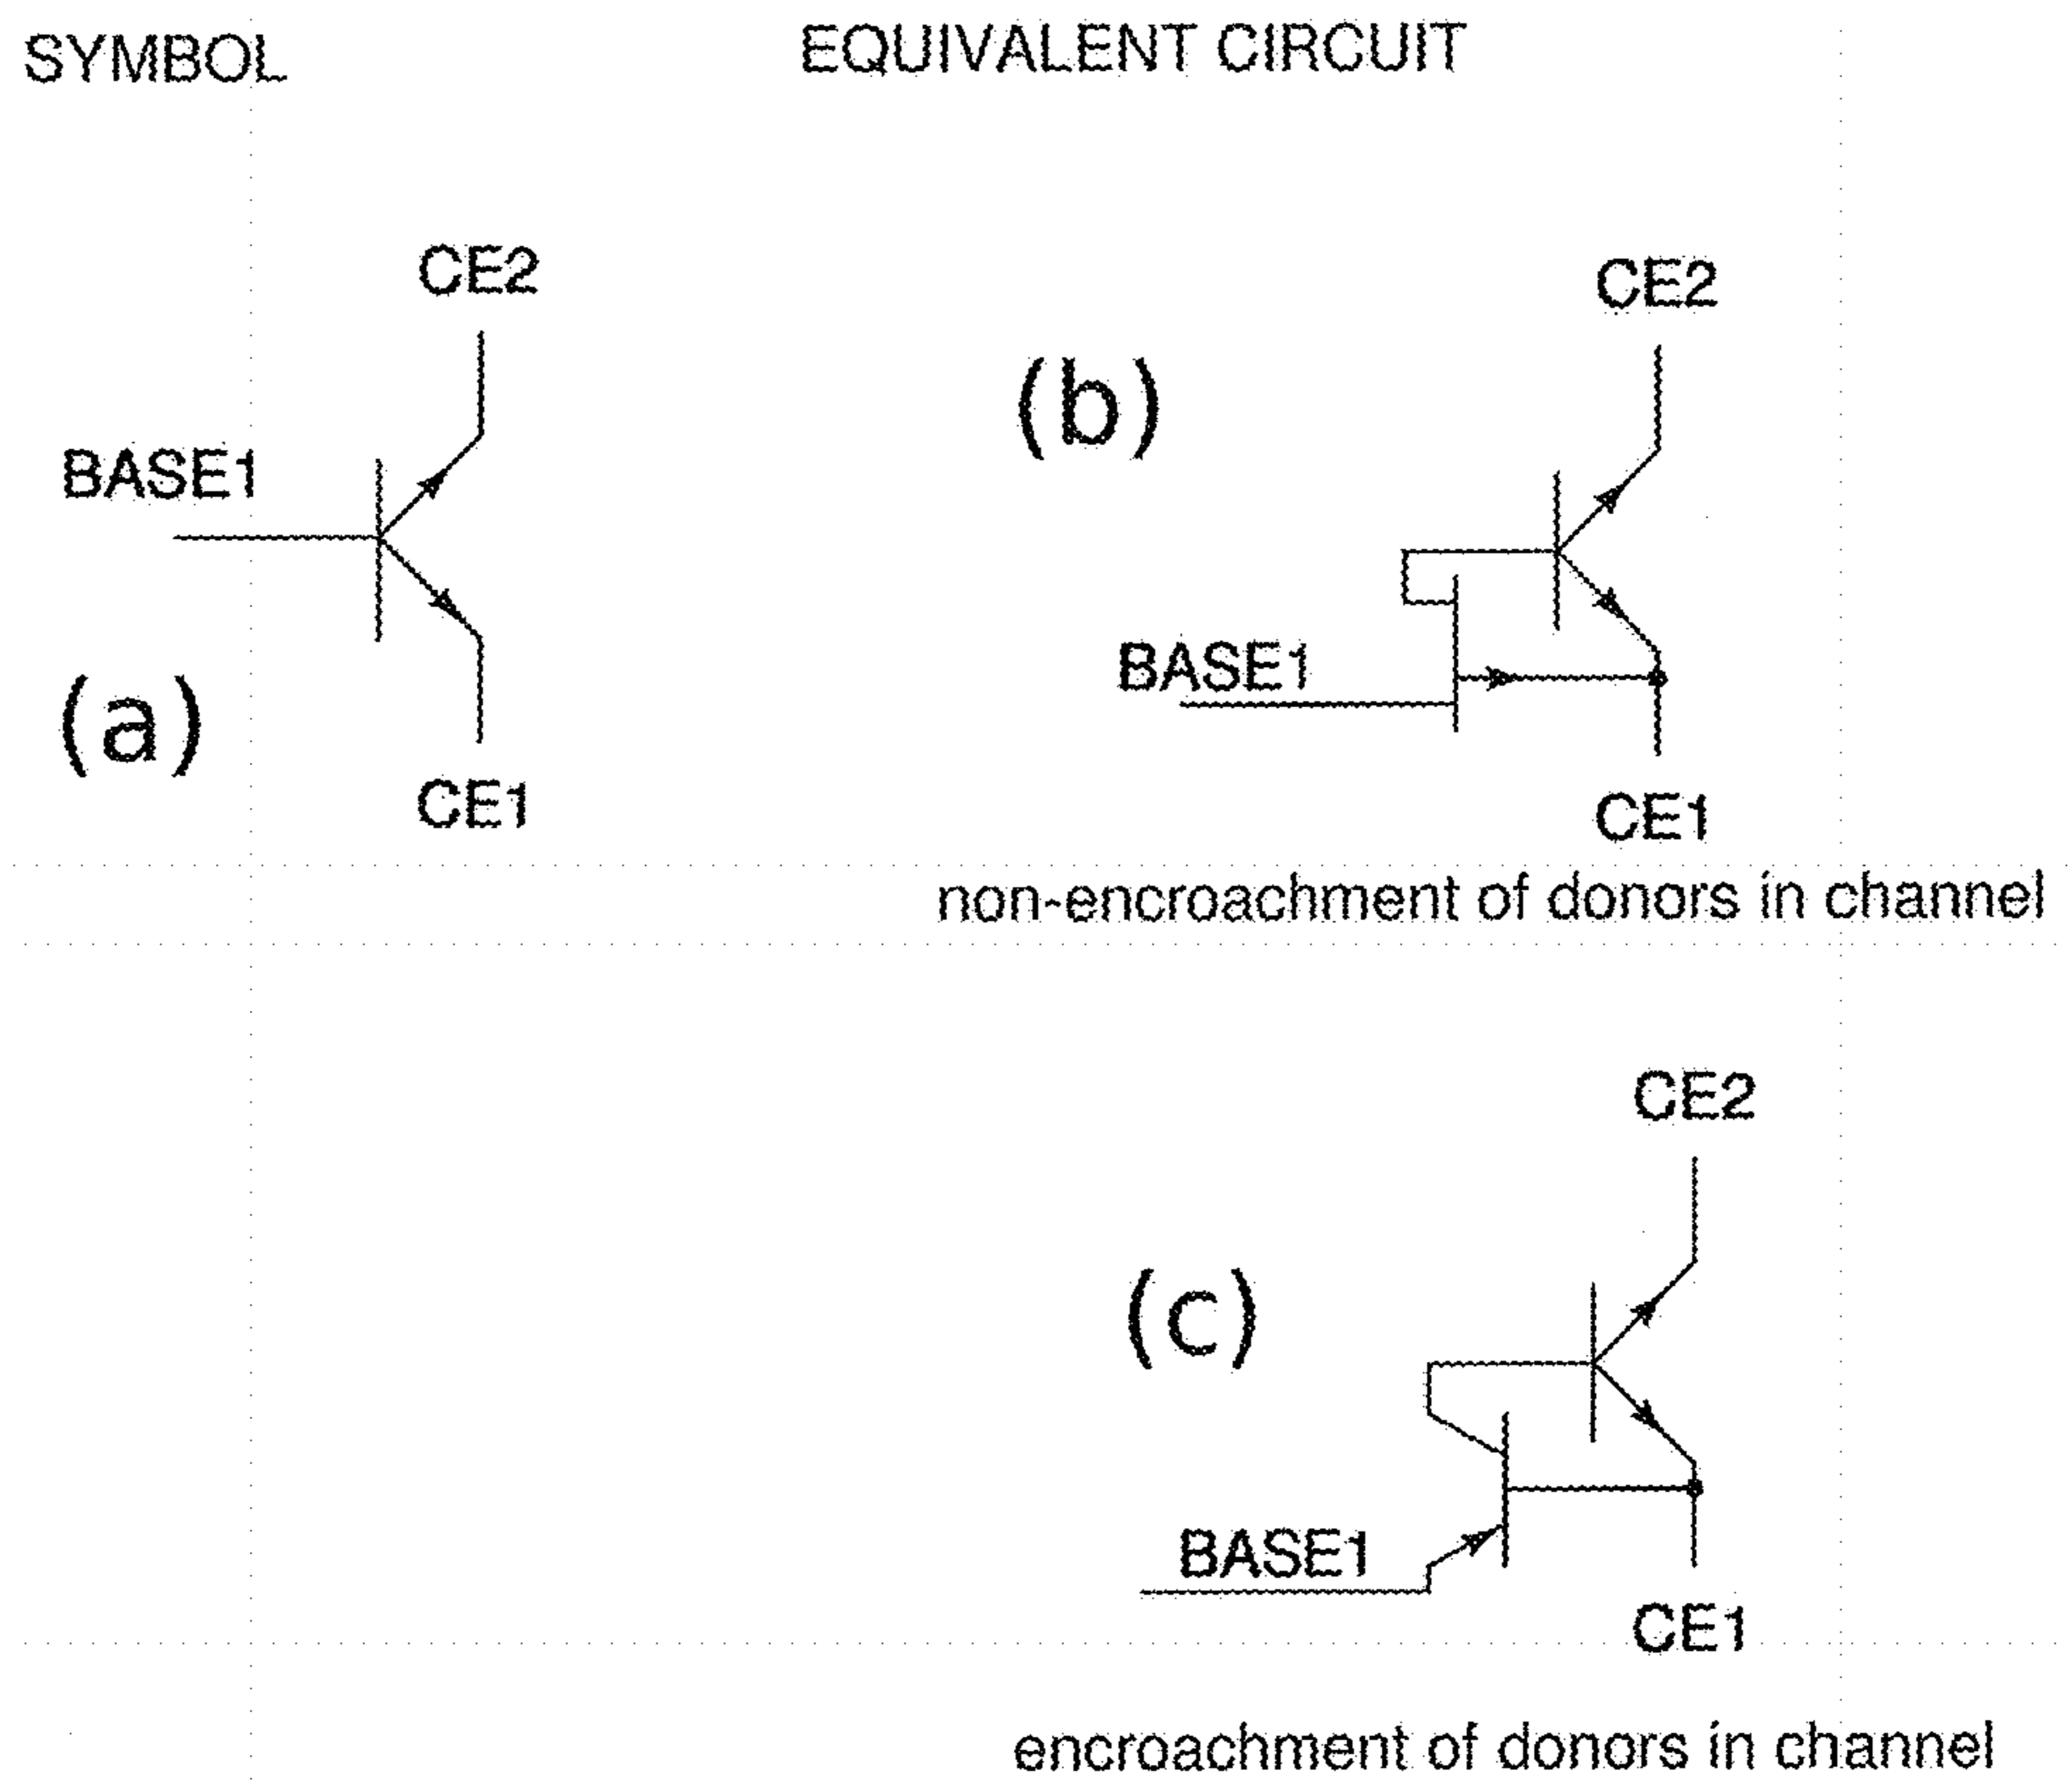 SYMBOL
EQUIVALENT CIRCUIT
CE2
BASE1
(a)
CE1
CE2
(b)
BASE1
CE1
non-encroachment of donors in channel
CE2
(c)
BASE1
CE1
encroachment of donors in channel